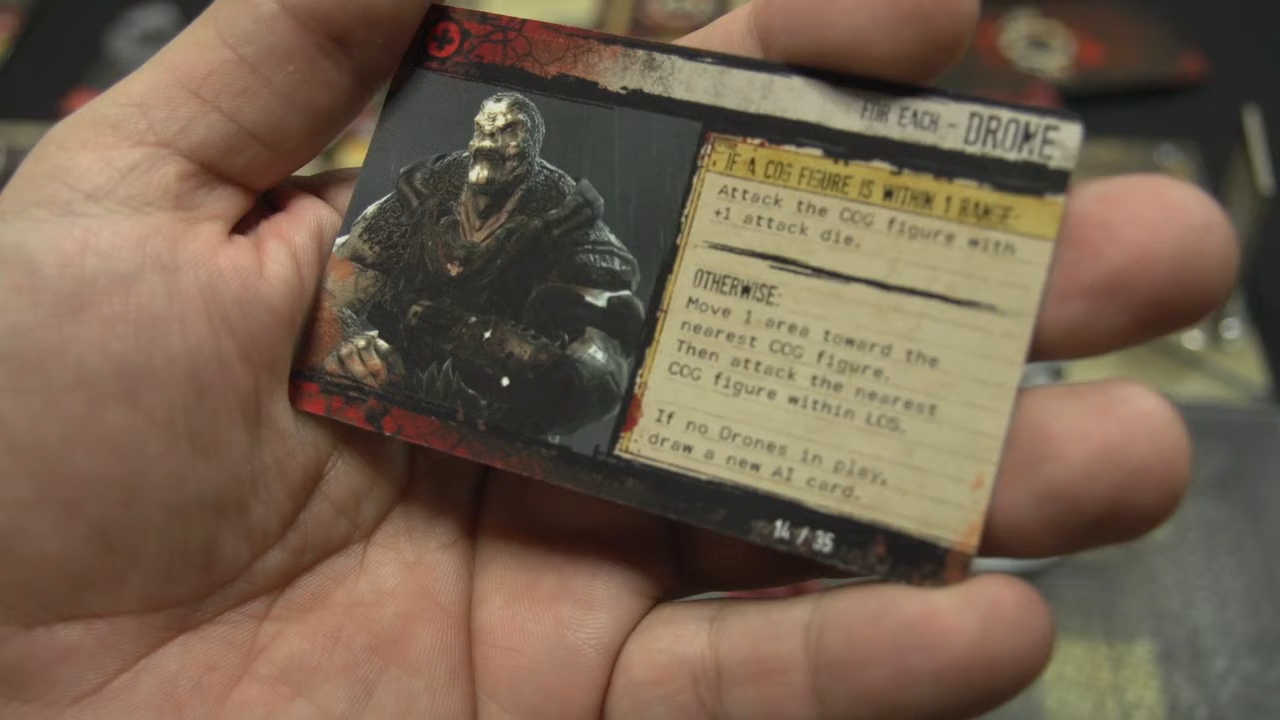 FOR EACH - DRONE
IF A COG FIGURE IS WITHIN 1 RANGE:
Attack the COG figure with
+1 attack die.
OTHERWISE:
Move 1 area toward the
nearest COG figure.
Then attack the nearest
COG figure within LOS.
If no Drones in play,
draw a new AI card.
14 / 35